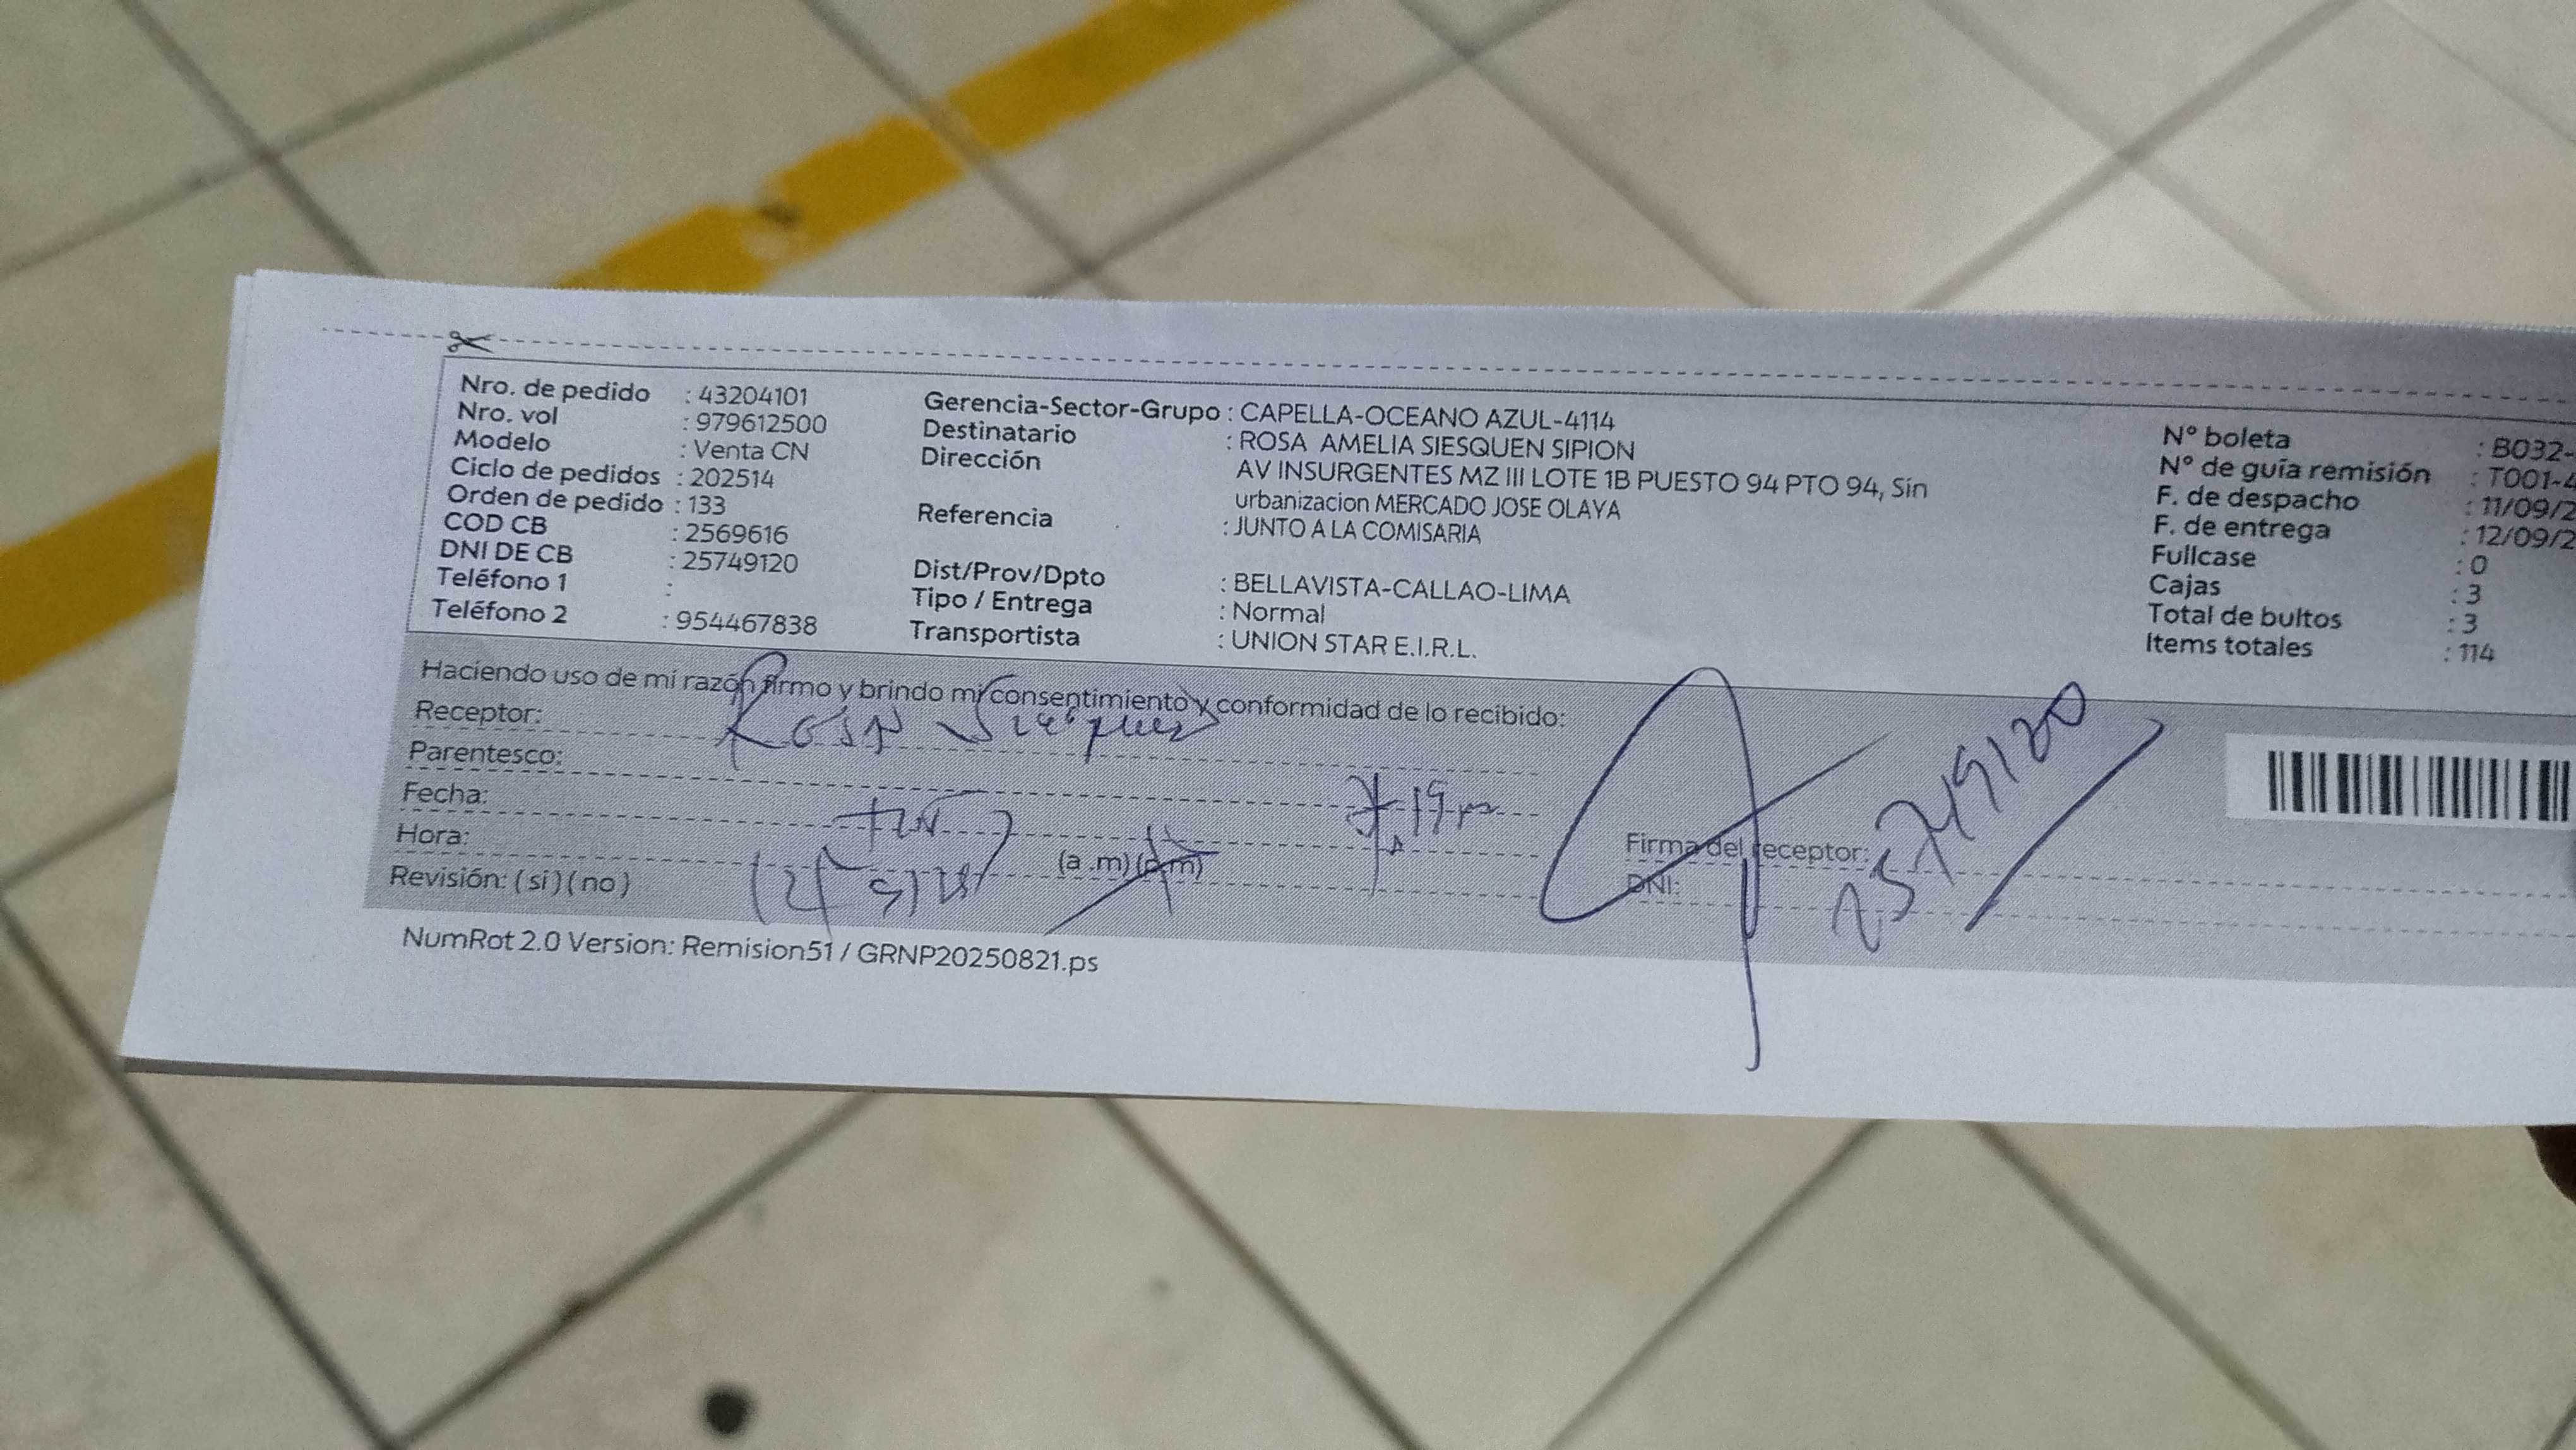 Nro. de pedido : 43204101
Nro. vol : 979612500
Modelo : Venta CN
Ciclo de pedidos : 202514
Orden de pedido : 133
COD CB : 2569616
DNI DE CB : 25749120
Teléfono 1 :
Teléfono 2 : 954467838
Gerencia-Sector-Grupo : CAPELLA-OCEANO AZUL-4114
Destinatario : ROSA AMELIA SIESQUEN SIPION
Dirección AV INSURGENTES MZ III LOTE 1B PUESTO 94 PTO 94, Sin
urbanizacion MERCADO JOSE OLAYA
Referencia : JUNTO A LA COMISARIA
Dist/Prov/Dpto : BELLAVISTA-CALLAO-LIMA
Tipo / Entrega : Normal
Transportista : UNION STAR E.I.R.L.
N° boleta : B032-
N° de guía remisión : T001-4
F. de despacho : 11/09/2
F. de entrega : 12/09/2
Fullcase : 0
Cajas : 3
Total de bultos : 3
Items totales : 114
Haciendo uso de mi razón firmo y brindo mi consentimiento y conformidad de lo recibido:
Receptor: Rosa
Parentesco:
Fecha:
Hora: (a .m) (p.m)
Revisión: ( si ) ( no )
Firma del receptor:
DNI: 25749120
NumRot 2.0 Version: Remision51 / GRNP20250821.ps